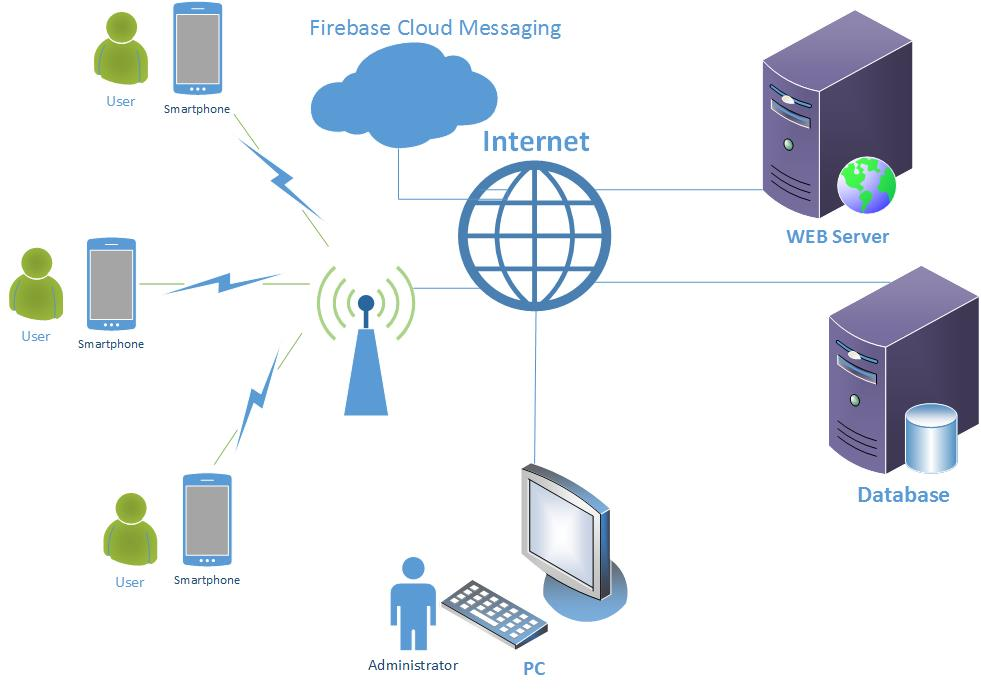 Firebase Cloud Messaging
User
Smartphone
Internet
WEB Server
User
Smartphone
Database
User
Smartphone
Administrator
PC